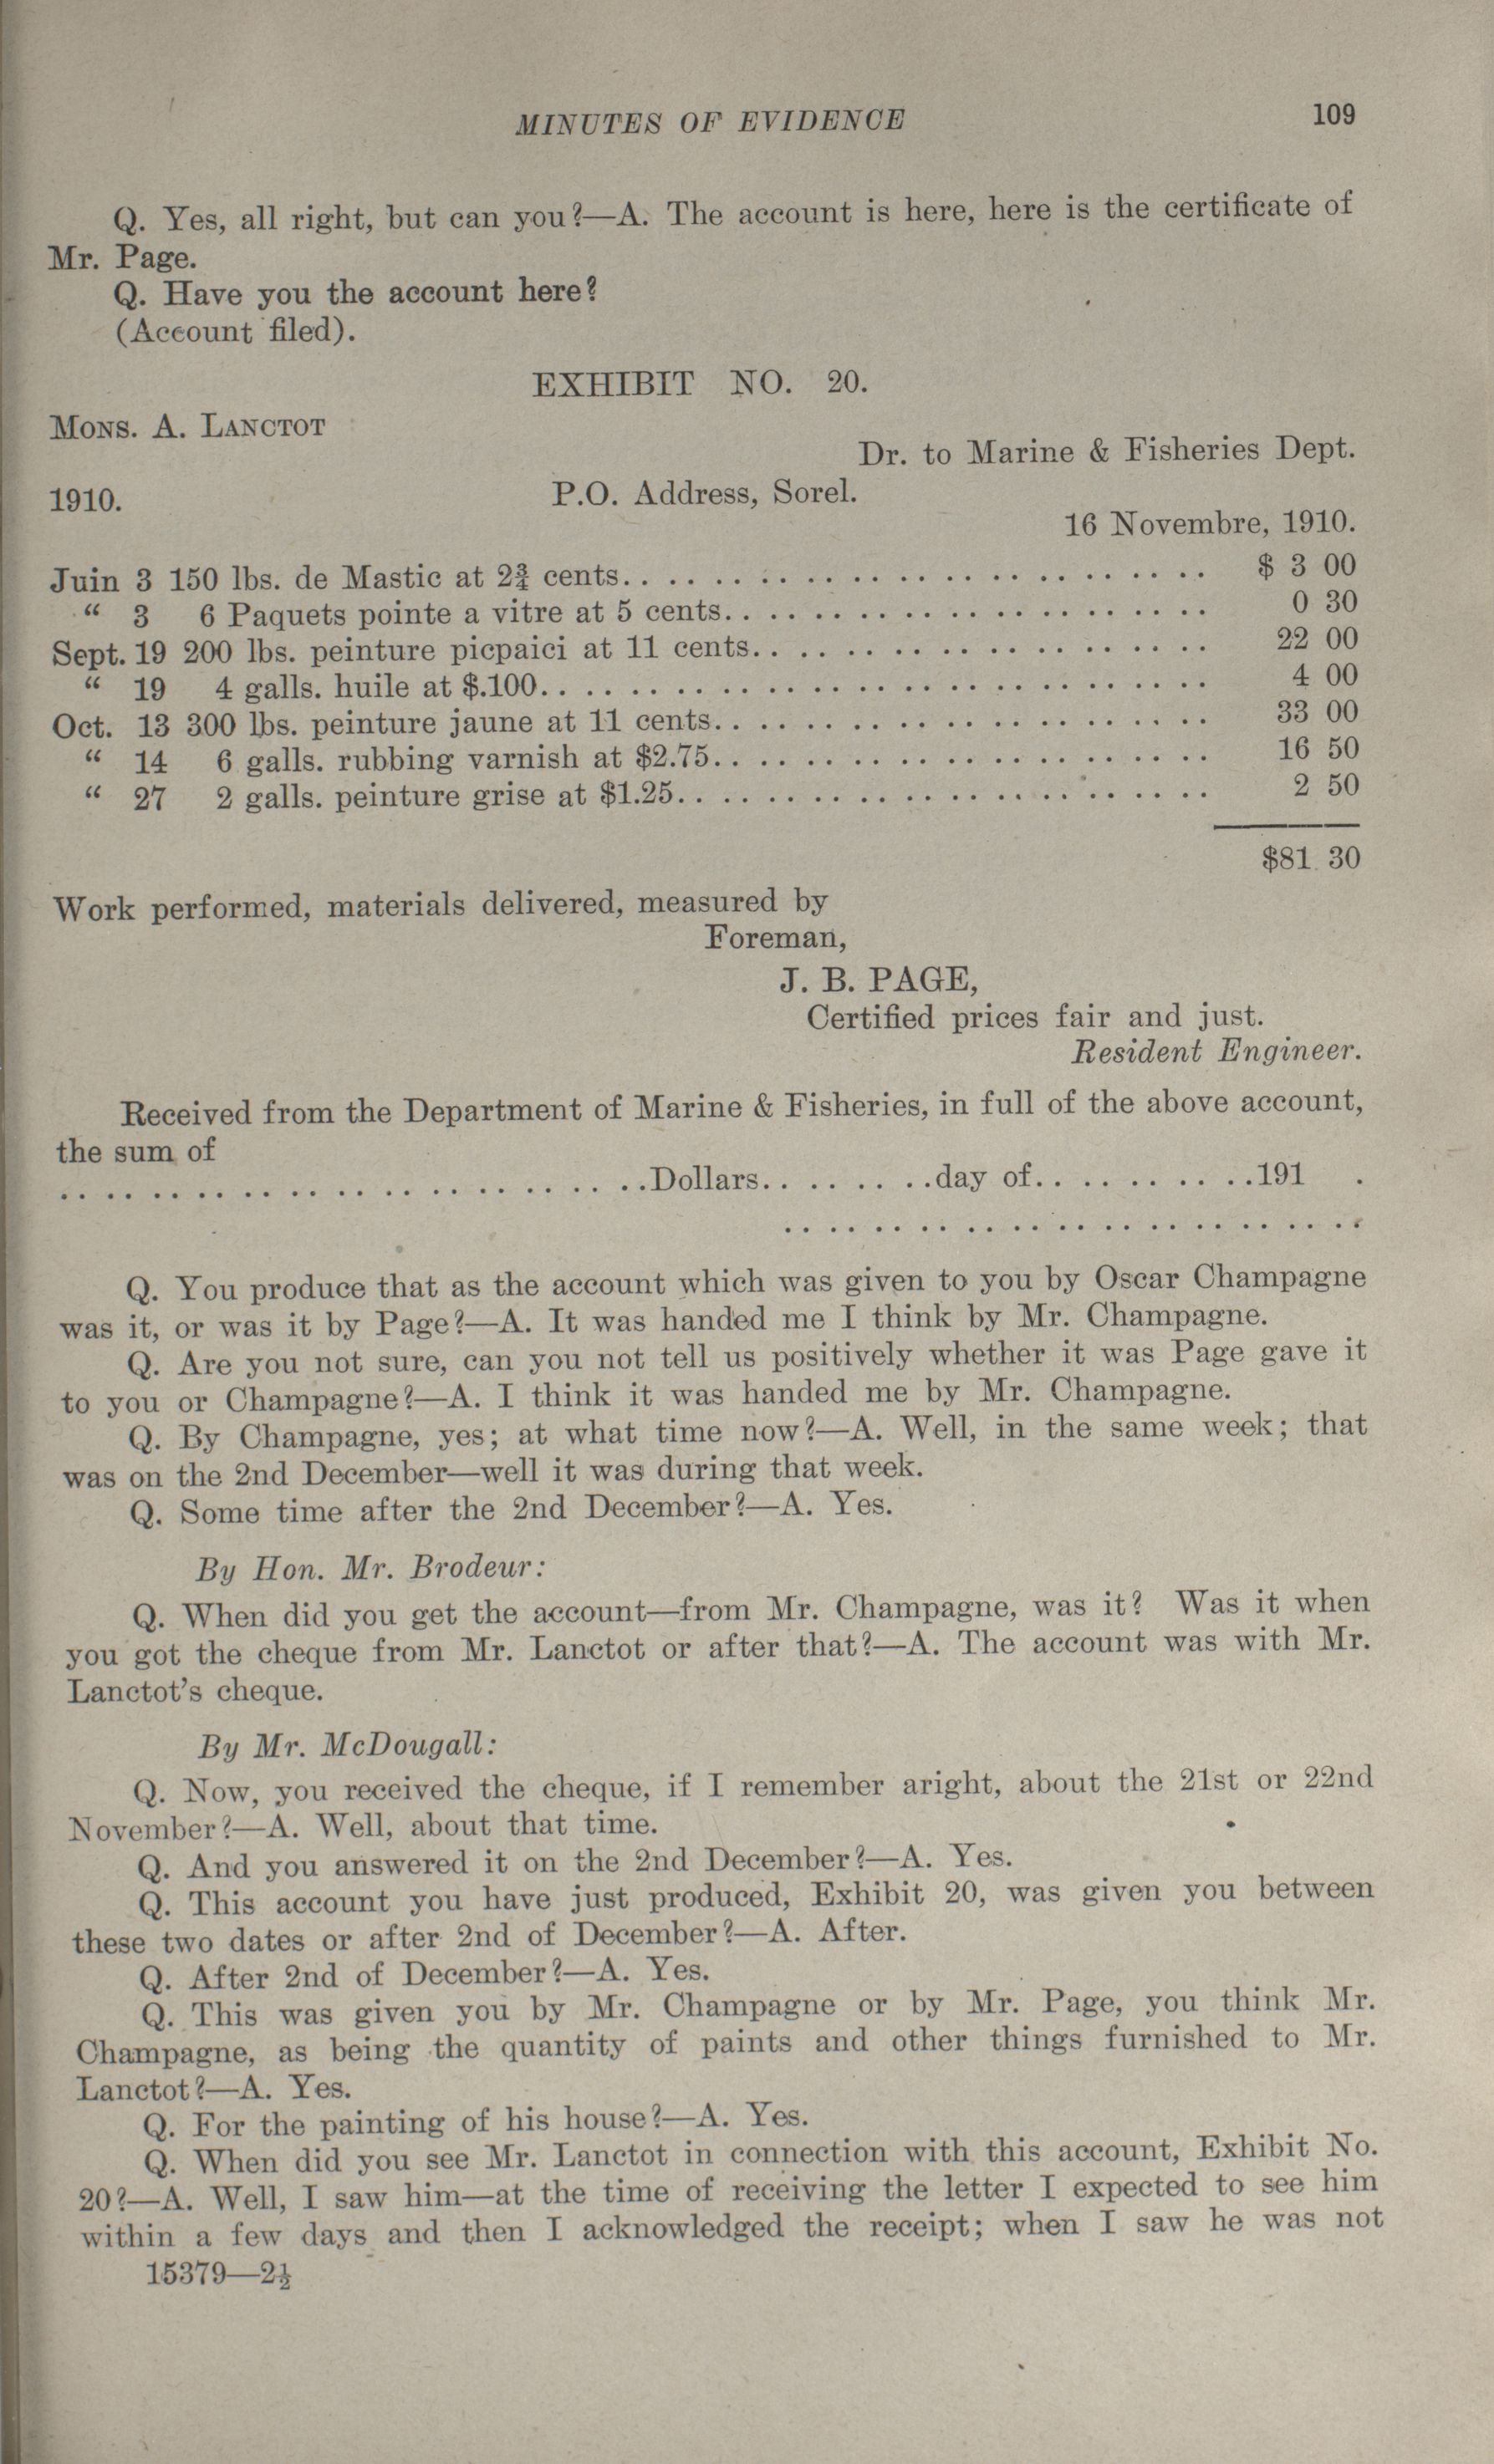 MINUTES OF EVIDENCE 109
Q. Yes, all right, but can you?—A. The account is here, here is the certificate of
Mr. Page.
Q. Have you the account here?
(Account filed).
EXHIBIT NO. 20.
MONS. A. LANCTOT
Dr. to Marine & Fisheries Dept.
1910. P.O. Address, Sorel.
16 Novembre, 1910.
Juin 3 150 lbs. de Mastic at 2¾ cents. . . . . . . . . . . . . . . . . . . . . . . . . . $ 3 00
“ 3 6 Paquets pointe a vitre at 5 cents. . . . . . . . . . . . . . . . . . . . . . 0 30
Sept. 19 200 lbs. peinture picpaici at 11 cents. . . . . . . . . . . . . . . . . . . . 22 00
“ 19 4 galls. huile at $.100. . . . . . . . . . . . . . . . . . . . . . . . . . . . . . 4 00
Oct. 13 300 lbs. peinture jaune at 11 cents. . . . . . . . . . . . . . . . . . . . . . 33 00
“ 14 6 galls. rubbing varnish at $2.75. . . . . . . . . . . . . . . . . . . . . . 16 50
“ 27 2 galls. peinture grise at $1.25. . . . . . . . . . . . . . . . . . . . . . . . 2 50
$81 30
Work performed, materials delivered, measured by
Foreman,
J. B. PAGE,
Certified prices fair and just.
Resident Engineer.
Received from the Department of Marine & Fisheries, in full of the above account,
the sum of
. . . . . . . . . . . . . . . . . . . . . . . . . . .Dollars. . . . . . . .day of. . . . . . . . . .191 .
. . . . . . . . . . . . . . . . . . . . . . . . . .
Q. You produce that as the account which was given to you by Oscar Champagne
was it, or was it by Page?—A. It was handed me I think by Mr. Champagne.
Q. Are you not sure, can you not tell us positively whether it was Page gave it
to you or Champagne?—A. I think it was handed me by Mr. Champagne.
Q. By Champagne, yes; at what time now?—A. Well, in the same week; that
was on the 2nd December—well it was during that week.
Q. Some time after the 2nd December?—A. Yes.
By Hon. Mr. Brodeur:
Q. When did you get the account—from Mr. Champagne, was it? Was it when
you got the cheque from Mr. Lanctot or after that?—A. The account was with Mr.
Lanctot's cheque.
By Mr. McDougall:
Q. Now, you received the cheque, if I remember aright, about the 21st or 22nd
November?—A. Well, about that time.
Q. And you answered it on the 2nd December?—A. Yes.
Q. This account you have just produced, Exhibit 20, was given you between
these two dates or after 2nd of December?—A. After.
Q. After 2nd of December?—A. Yes.
Q. This was given you by Mr. Champagne or by Mr. Page, you think Mr.
Champagne, as being the quantity of paints and other things furnished to Mr.
Lanctot?—A. Yes.
Q. For the painting of his house?—A. Yes.
Q. When did you see Mr. Lanctot in connection with this account, Exhibit No.
20?—A. Well, I saw him—at the time of receiving the letter I expected to see him
within a few days and then I acknowledged the receipt; when I saw he was not
15379—2½